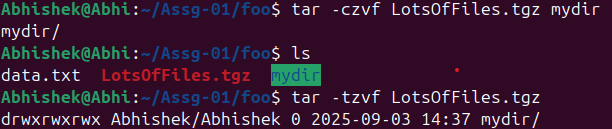 Abhishek@Abhi:~/Assg-01/foo$ tar -czvf LotsOfFiles.tgz mydir
mydir/
Abhishek@Abhi:~/Assg-01/foo$ ls
data.txt  LotsOfFiles.tgz  mydir
Abhishek@Abhi:~/Assg-01/foo$ tar -tzvf LotsOfFiles.tgz
drwxrwxrwx Abhishek/Abhishek 0 2025-09-03 14:37 mydir/